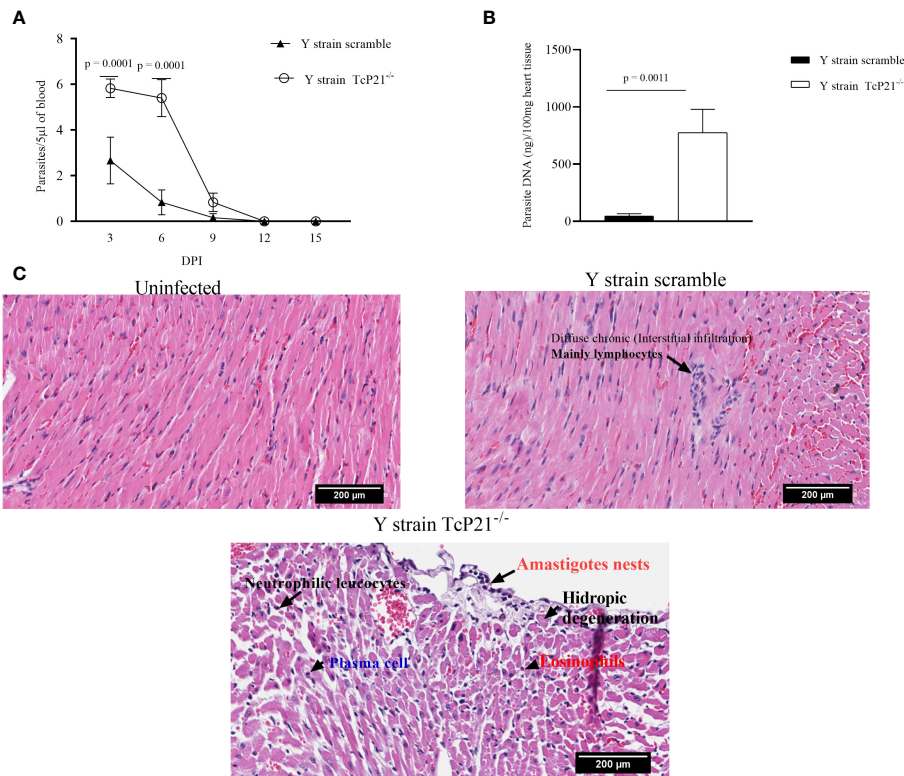 A
8
6
4
2
0
Parasites/5µl of blood
p = 0.0001 p = 0.0001
3 6 9 12 15
DPI
Y strain scramble
Y strain TcP21-/-
B
1500
1000
500
0
Parasite DNA (ng)/100mg heart tissue
p = 0.0011
Y strain scramble
Y strain TcP21-/-
C
Uninfected
200 µm
Y strain scramble
Diffuse chronic (Interstitial infiltration)
Mainly lymphocytes
200 µm
Y strain TcP21-/-
Amastigotes nests
Neutrophilic leucocytes
Hidropic
degeneration
Plasma cell
Eosinophils
200 µm